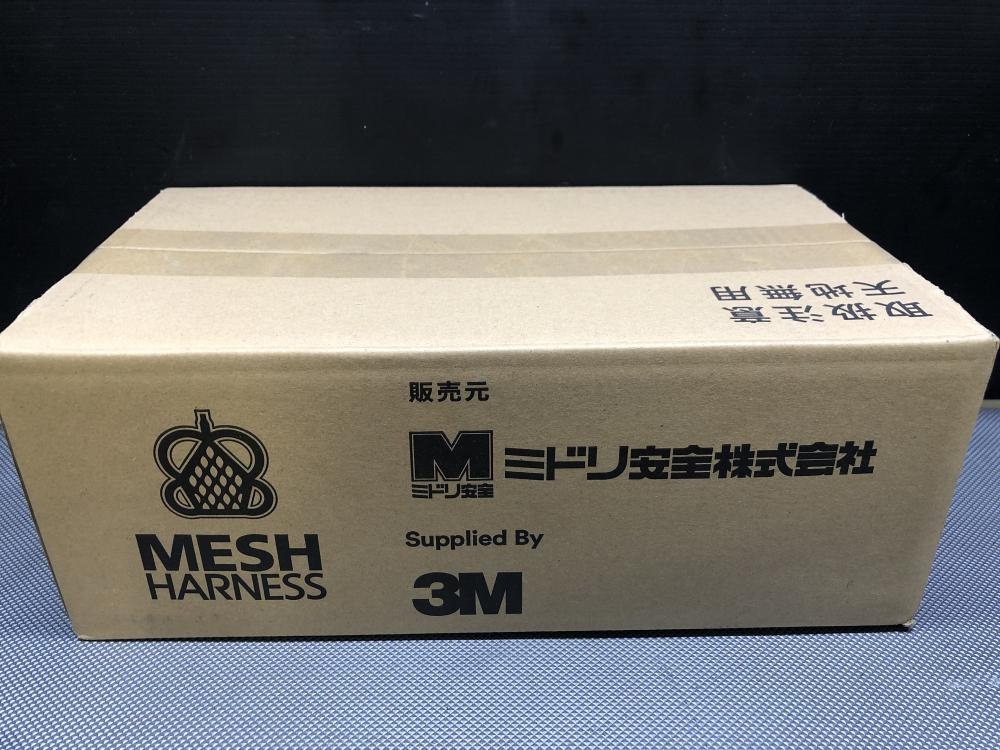 取扱注意
天地無用
販売元
M
ミドリ安全
ミドリ安全株式会社
MESH
HARNESS
Supplied By
3M